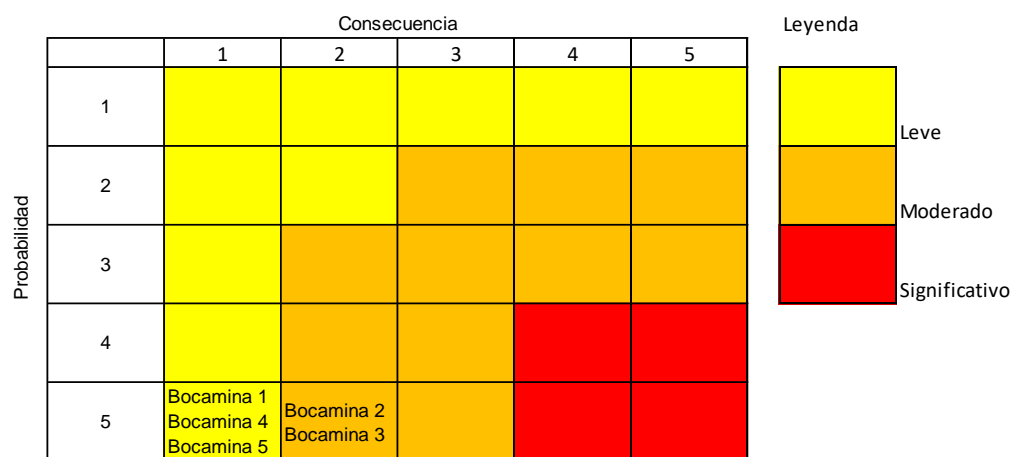 Consecuencia
Leyenda
1 2 3 4 5
1
Leve
2
Moderado
Probabilidad
3
Significativo
4
5
Bocamina 1
Bocamina 4
Bocamina 5
Bocamina 2
Bocamina 3